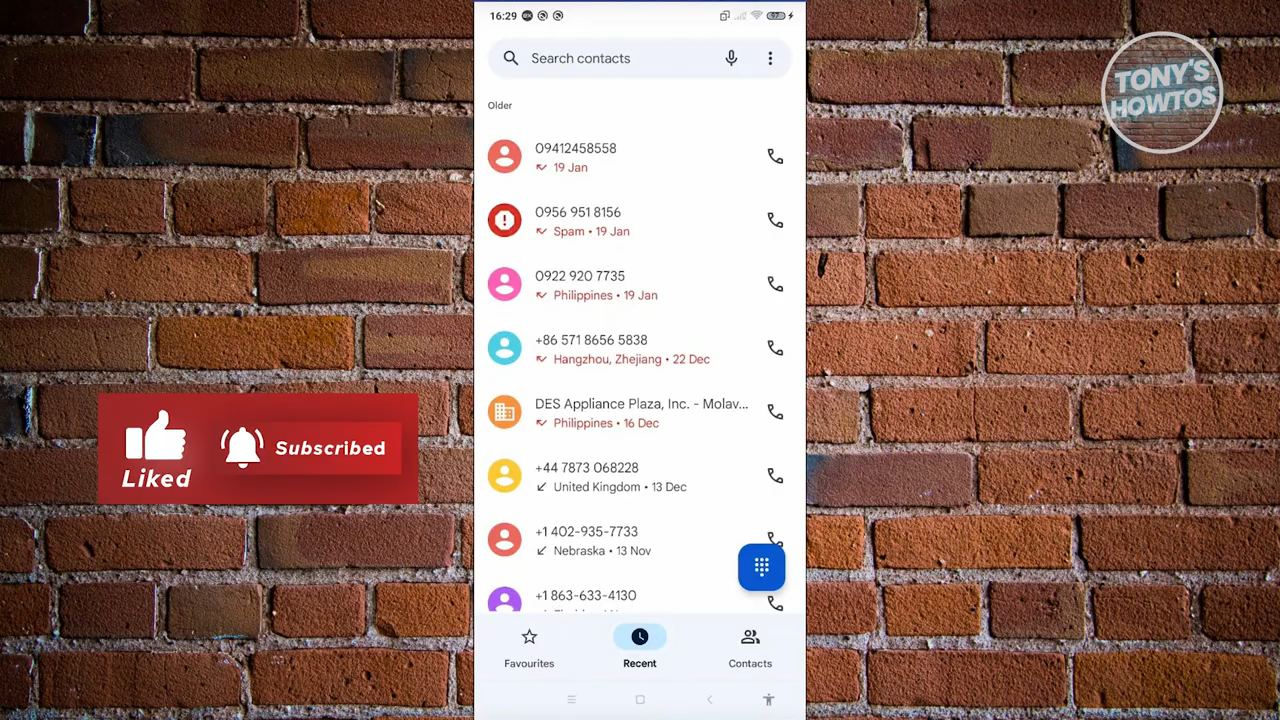 16:29
67
TONY'S
HOWTOS
Search contacts
Older
09412458558
19 Jan
0956 951 8156
Spam • 19 Jan
0922 920 7735
Philippines • 19 Jan
+86 571 8656 5838
Hangzhou, Zhejiang • 22 Dec
DES Appliance Plaza, Inc. - Molav...
Philippines • 16 Dec
+44 7873 068228
United Kingdom • 13 Dec
+1 402-935-7733
Nebraska • 13 Nov
+1 863-633-4130
Liked
Subscribed
Favourites
Recent
Contacts